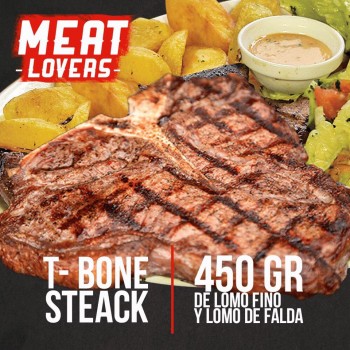 MEAT
LOVERS
T- BONE
STEACK
450 GR
DE LOMO FINO
Y LOMO DE FALDA